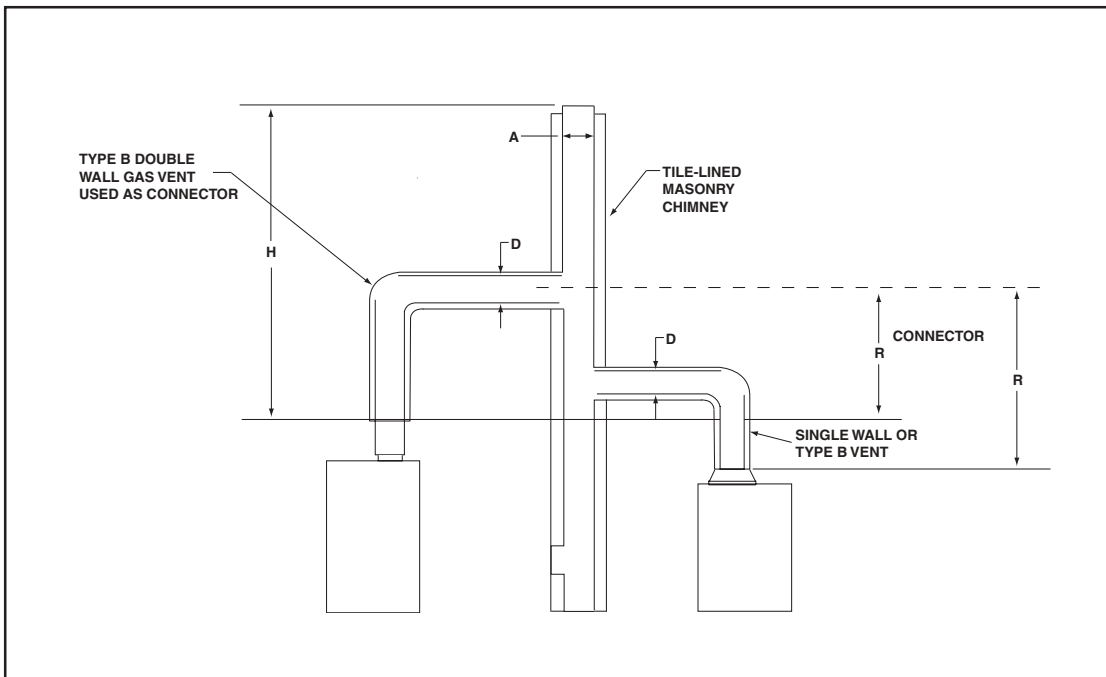 A
TYPE B DOUBLE
WALL GAS VENT
USED AS CONNECTOR
TILE-LINED
MASONRY
CHIMNEY
H
D
D
CONNECTOR
R
R
SINGLE WALL OR
TYPE B VENT